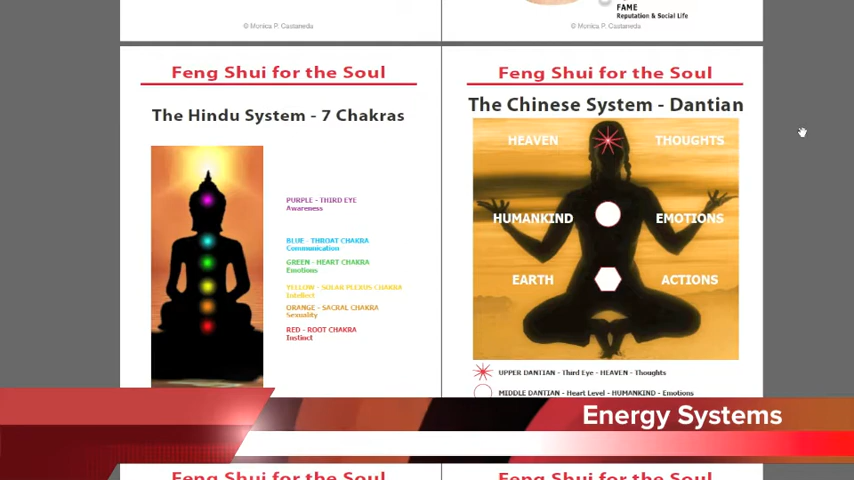 FAME
Reputation & Social Life
© Monica P. Castaneda
© Monica P. Castaneda
Feng Shui for the Soul
The Hindu System - 7 Chakras
PURPLE - THIRD EYE
Awareness
BLUE - THROAT CHAKRA
Communication
GREEN - HEART CHAKRA
Emotions
YELLOW - SOLAR PLEXUS CHAKRA
Intellect
ORANGE - SACRAL CHAKRA
Sexuality
RED - ROOT CHAKRA
Instinct
Feng Shui for the Soul
The Chinese System - Dantian
HEAVEN THOUGHTS
HUMANKIND EMOTIONS
EARTH ACTIONS
UPPER DANTIAN - Third Eye - HEAVEN - Thoughts
MIDDLE DANTIAN - Heart Level - HUMANKIND - Emotions
Energy Systems
Feng Shui for the Soul
Feng Shui for the Soul